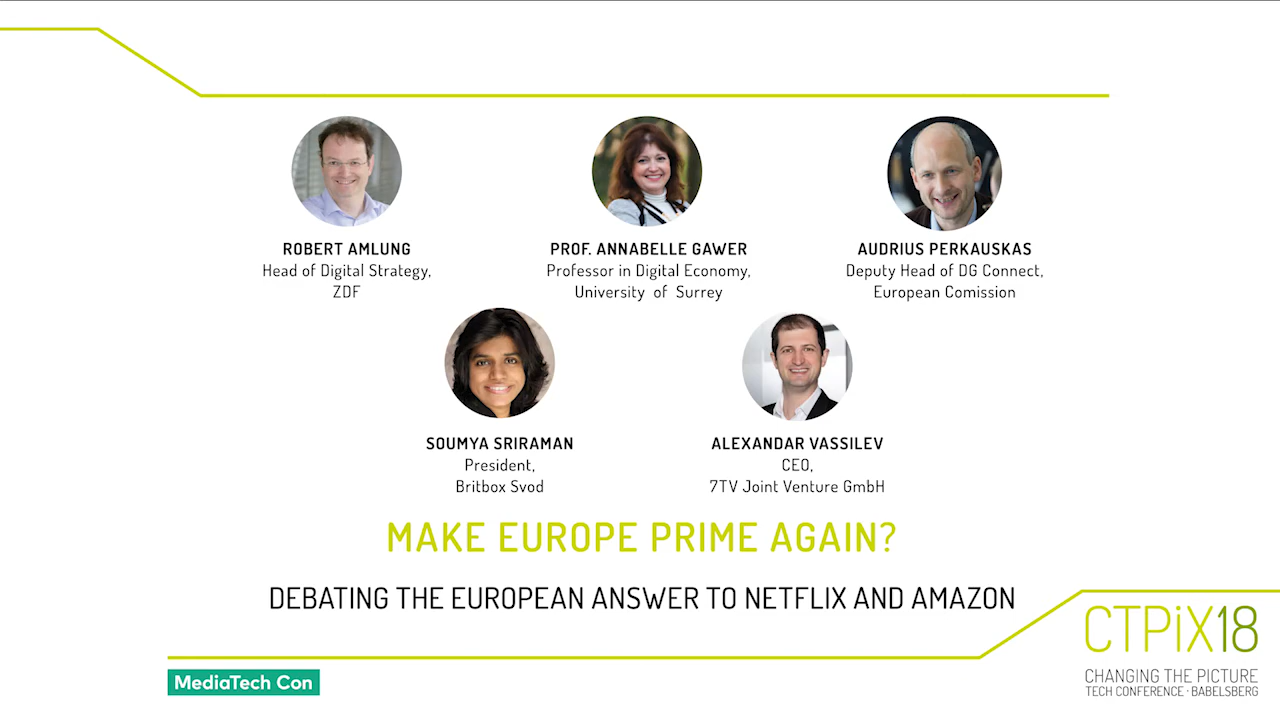 ROBERT AMLUNG
Head of Digital Strategy,
ZDF
PROF. ANNABELLE GAWER
Professor in Digital Economy,
University of Surrey
AUDRIUS PERKAUSKAS
Deputy Head of DG Connect,
European Comission
SOUMYA SRIRAMAN
President,
Britbox Svod
ALEXANDAR VASSILEV
CEO,
7TV Joint Venture GmbH
MAKE EUROPE PRIME AGAIN?
DEBATING THE EUROPEAN ANSWER TO NETFLIX AND AMAZON
MediaTech Con
CTPiX18
CHANGING THE PICTURE
TECH CONFERENCE · BABELSBERG